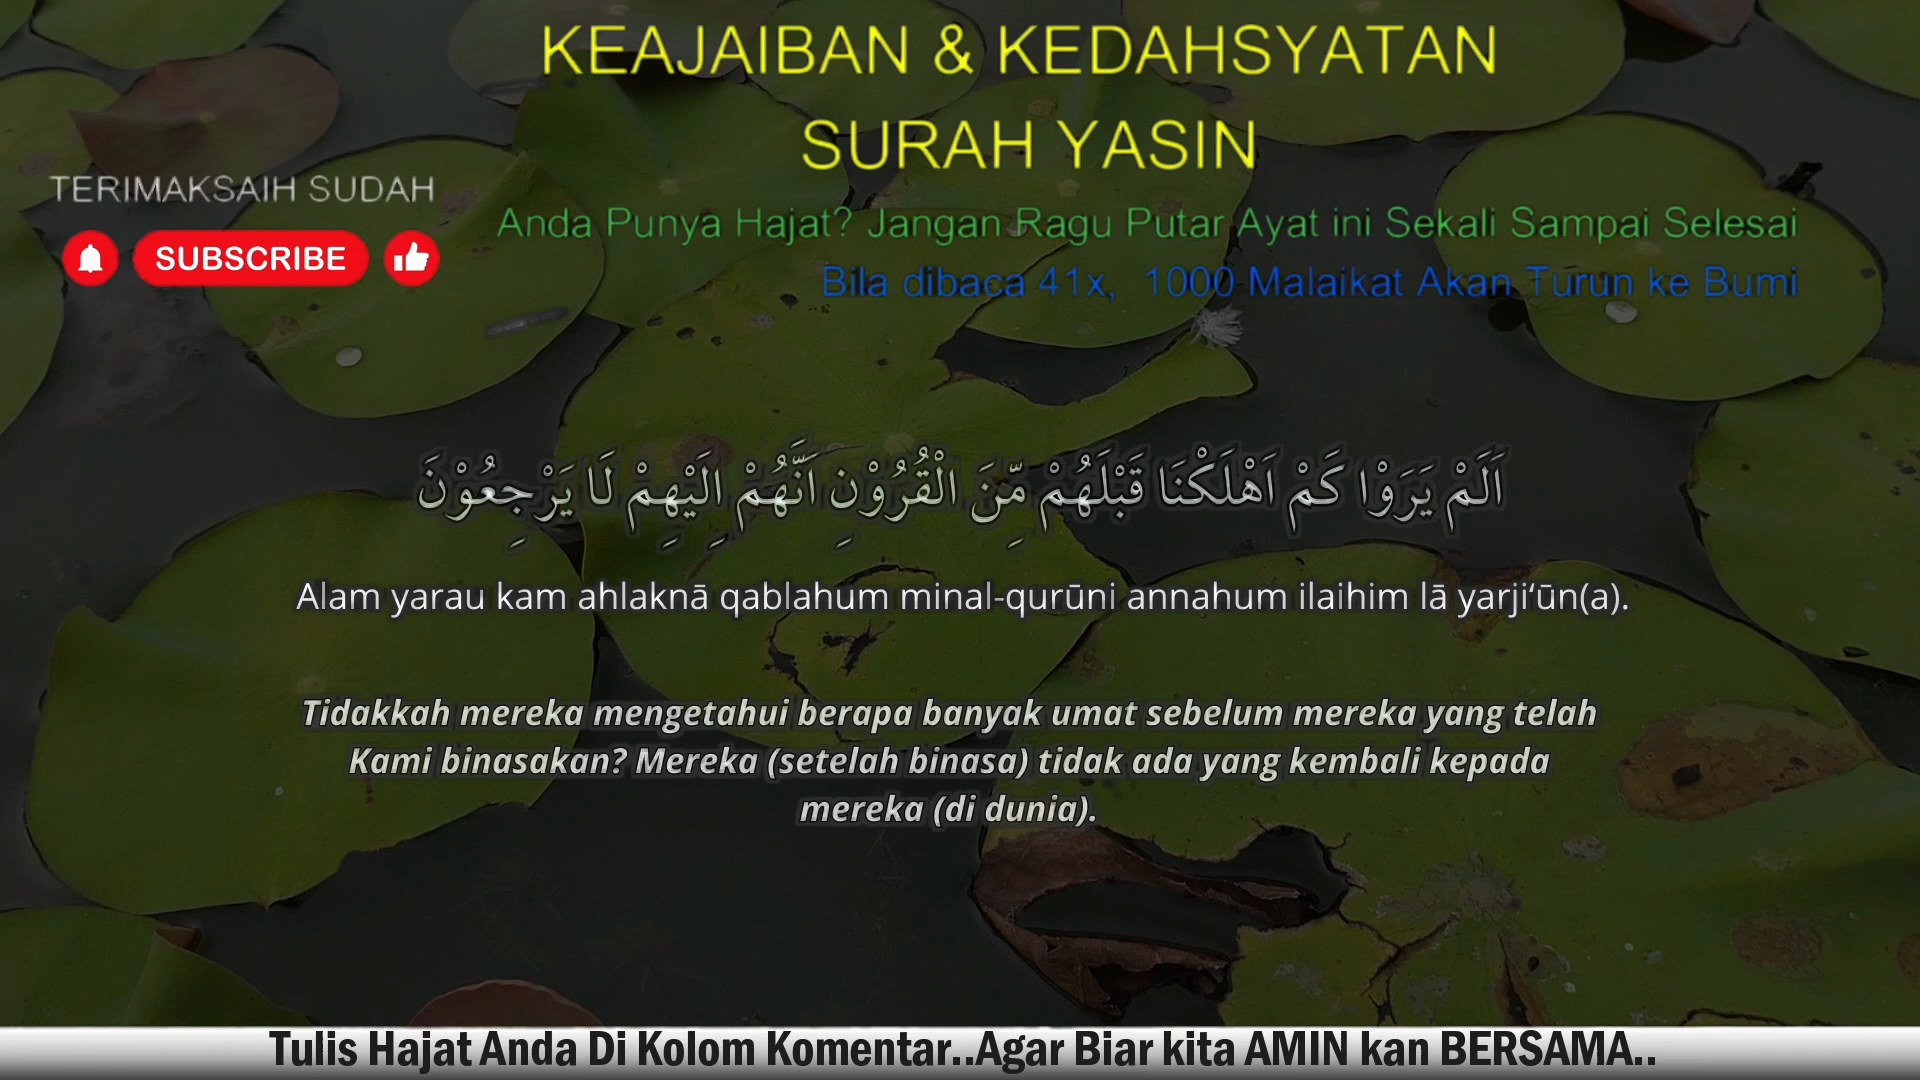 KEAJAIBAN & KEDAHSYATAN
SURAH YASIN
TERIMAKSAIH SUDAH
SUBSCRIBE
Anda Punya Hajat? Jangan Ragu Putar Ayat ini Sekali Sampai Selesai
Bila dibaca 41x, 1000 Malaikat Akan Turun ke Bumi
اَلَمْ يَرَوْا كَمْ اَهْلَكْنَا قَبْلَهُمْ مِّنَ الْقُرُوْنِ اَنَّهُمْ اِلَيْهِمْ لَا يَرْجِعُوْنَ
Alam yarau kam ahlaknā qablahum minal-qurūni annahum ilaihim lā yarji‘ūn(a).
Tidakkah mereka mengetahui berapa banyak umat sebelum mereka yang telah
Kami binasakan? Mereka (setelah binasa) tidak ada yang kembali kepada
mereka (di dunia).
Tulis Hajat Anda Di Kolom Komentar..Agar Biar kita AMIN kan BERSAMA..